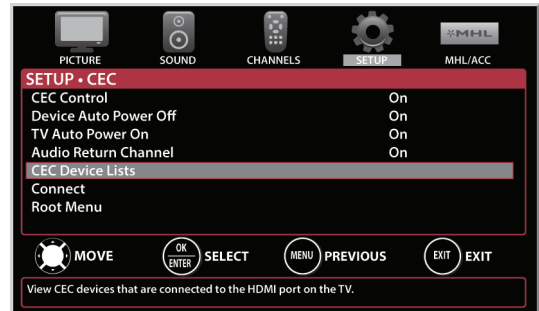 MHL
PICTURE SOUND CHANNELS SETUP MHL/ACC
SETUP • CEC
CEC Control On
Device Auto Power Off On
TV Auto Power On On
Audio Return Channel On
CEC Device Lists
Connect
Root Menu
MOVE OK ENTER SELECT MENU PREVIOUS EXIT EXIT
View CEC devices that are connected to the HDMI port on the TV.